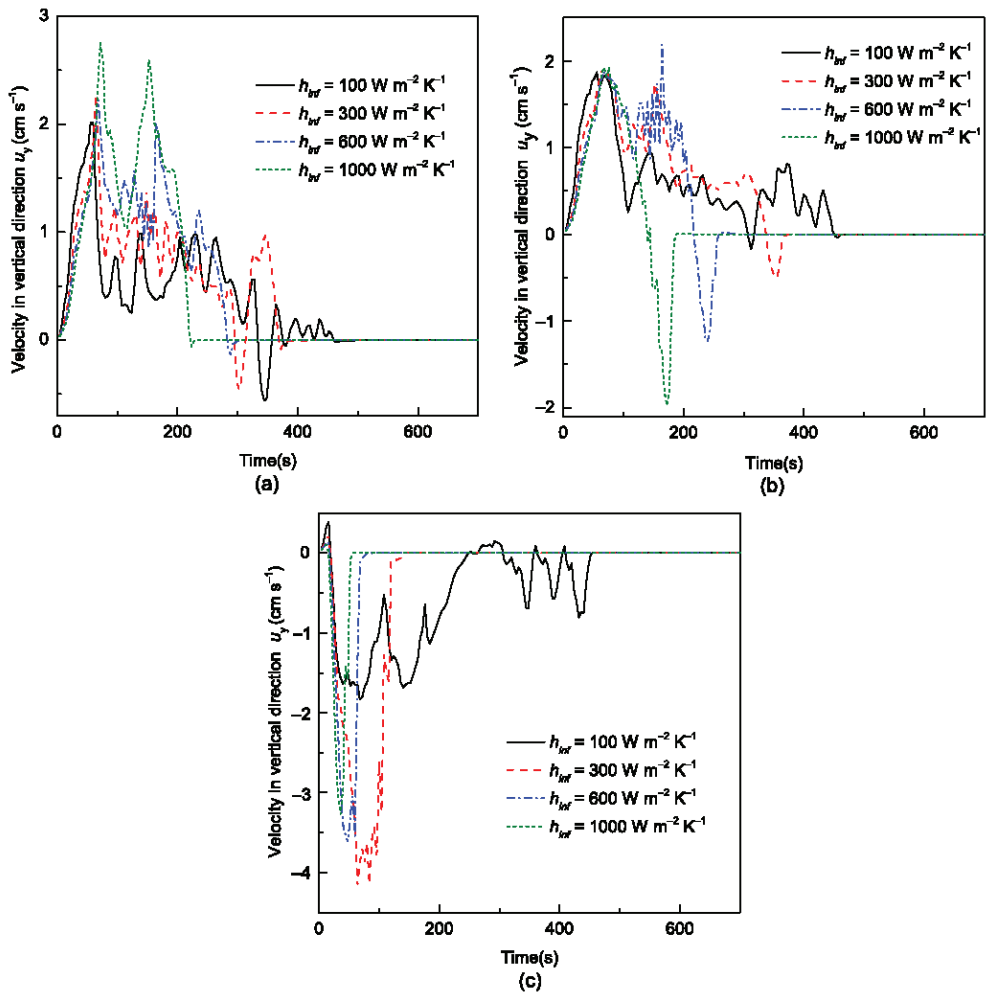 Velocity in vertical direction u_y (cm s⁻¹)
3
2
1
0
h_inf = 100 W m⁻² K⁻¹
h_inf = 300 W m⁻² K⁻¹
h_inf = 600 W m⁻² K⁻¹
h_inf = 1000 W m⁻² K⁻¹
0 200 400 600
Time(s)
(a)
Velocity in vertical direction u_y (cm s⁻¹)
2
1
0
−1
−2
h_inf = 100 W m⁻² K⁻¹
h_inf = 300 W m⁻² K⁻¹
h_inf = 600 W m⁻² K⁻¹
h_inf = 1000 W m⁻² K⁻¹
0 200 400 600
Time(s)
(b)
Velocity in vertical direction u_y (cm s⁻¹)
0
−1
−2
−3
−4
h_inf = 100 W m⁻² K⁻¹
h_inf = 300 W m⁻² K⁻¹
h_inf = 600 W m⁻² K⁻¹
h_inf = 1000 W m⁻² K⁻¹
0 200 400 600
Time(s)
(c)